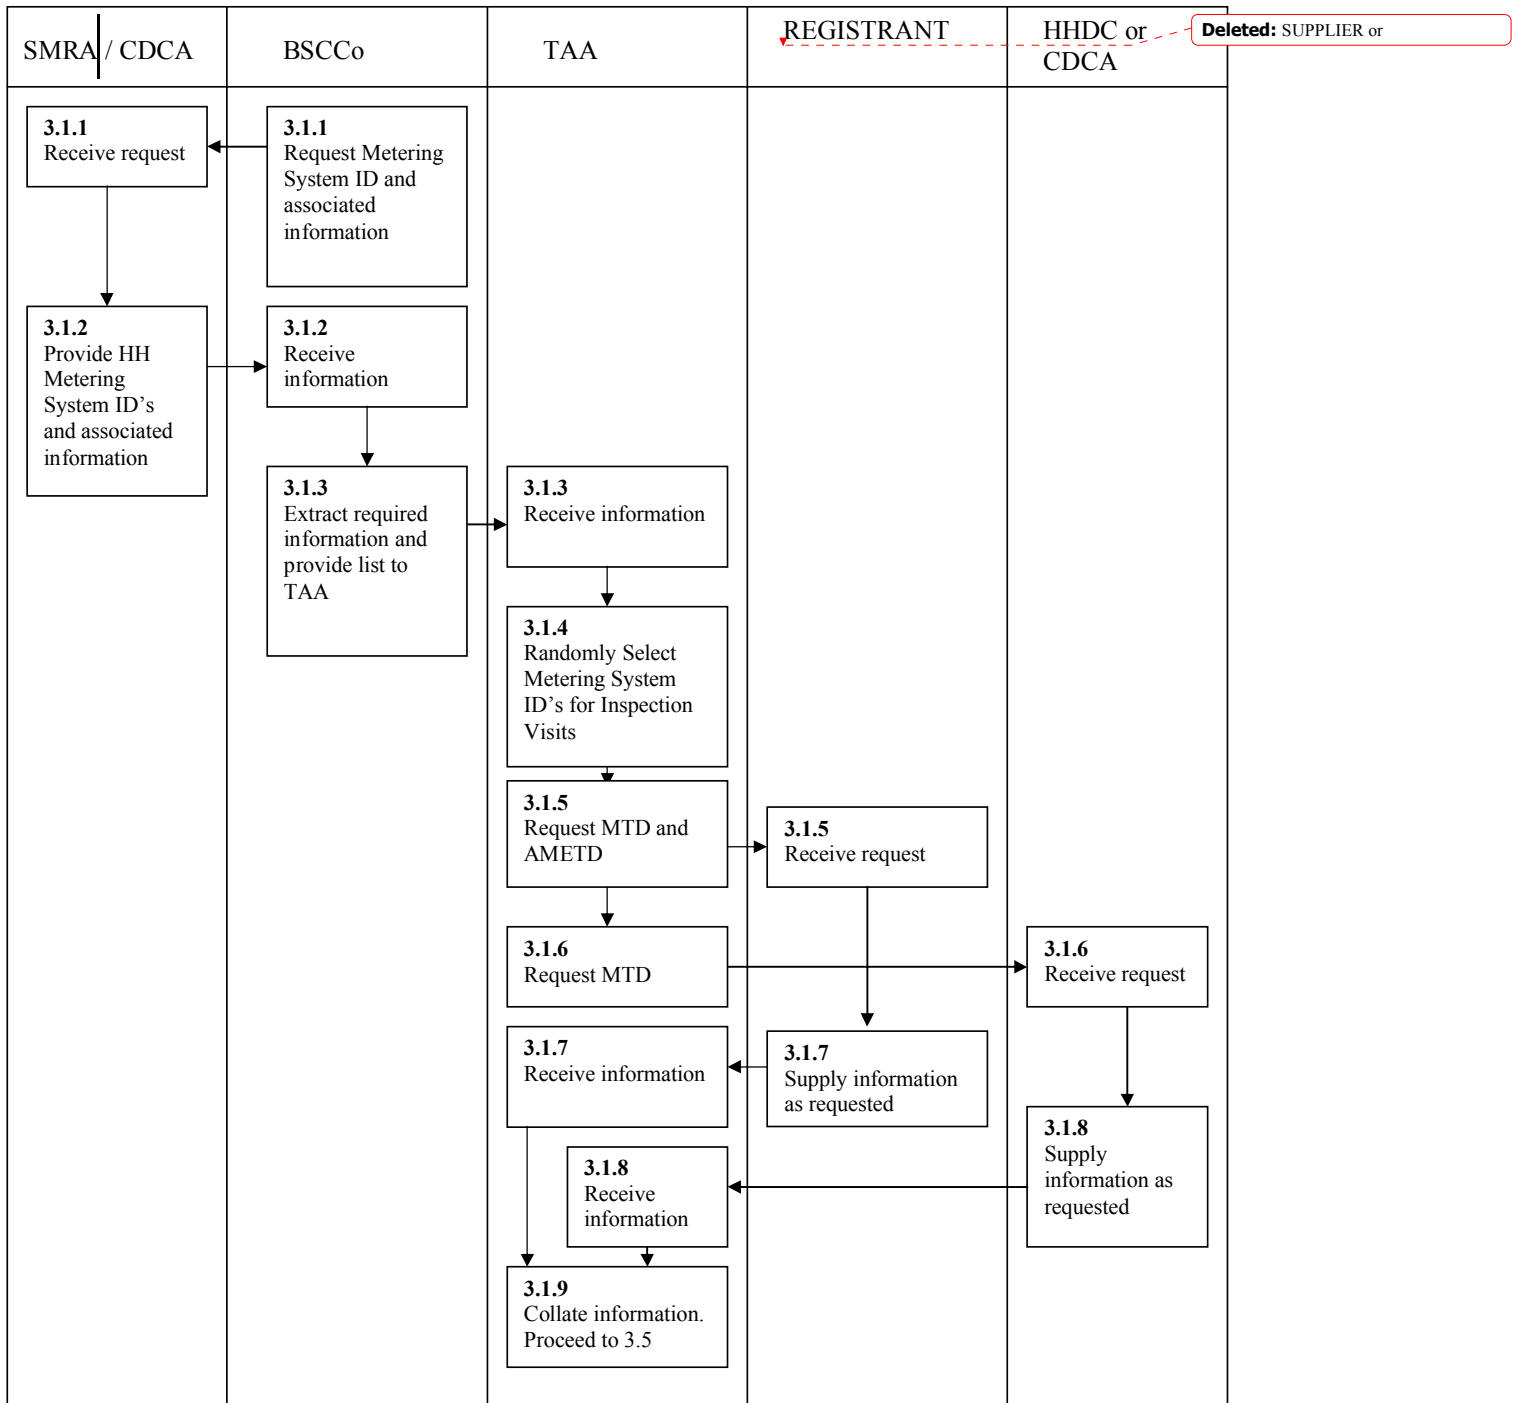 SMRA / CDCA
BSCCo
TAA
REGISTRANT
HHDC or
CDCA
Deleted: SUPPLIER or
3.1.1
Receive request
3.1.1
Request Metering
System ID and
associated
information
3.1.2
Provide HH
Metering
System ID’s
and associated
information
3.1.2
Receive
information
3.1.3
Extract required
information and
provide list to
TAA
3.1.3
Receive information
3.1.4
Randomly Select
Metering System
ID’s for Inspection
Visits
3.1.5
Request MTD and
AMETD
3.1.5
Receive request
3.1.6
Request MTD
3.1.6
Receive request
3.1.7
Receive information
3.1.7
Supply information
as requested
3.1.8
Receive
information
3.1.8
Supply
information as
requested
3.1.9
Collate information.
Proceed to 3.5